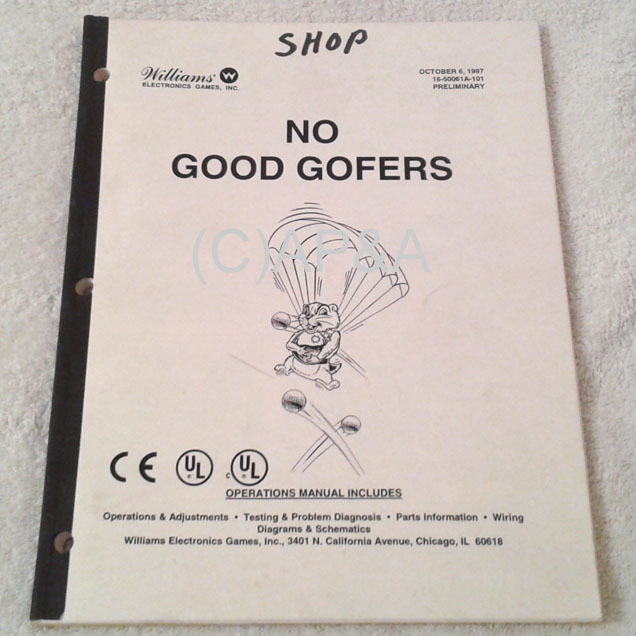 SHOP
Williams W
ELECTRONICS GAMES, INC.
OCTOBER 6, 1997
16-50061A-101
PRELIMINARY
NO
GOOD GOFERS
(C)AP&A
CE UL c UL
OPERATIONS MANUAL INCLUDES
Operations & Adjustments • Testing & Problem Diagnosis • Parts Information • Wiring
Diagrams & Schematics
Williams Electronics Games, Inc., 3401 N. California Avenue, Chicago, IL 60618